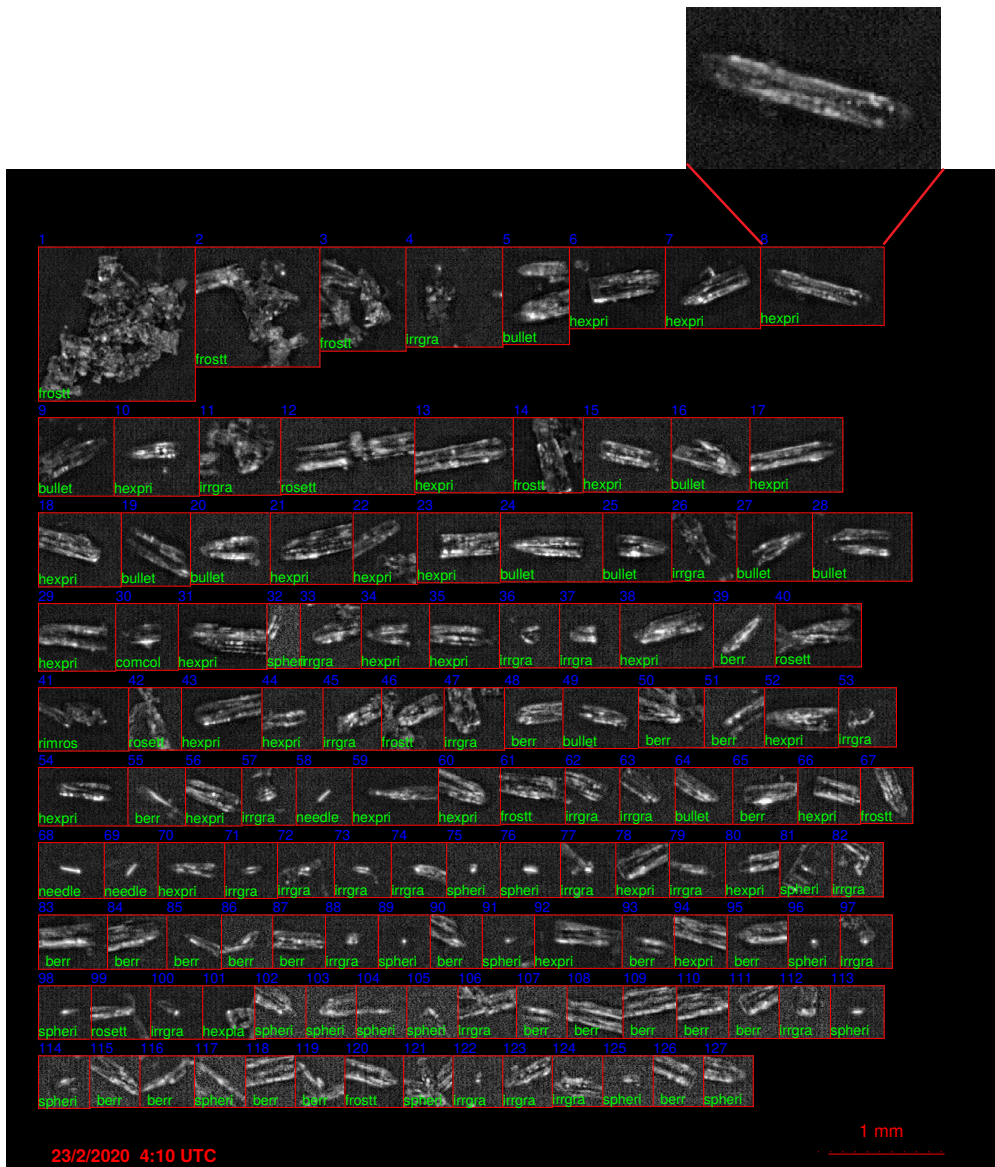 1 2 3 4 5 6 7 8
frostt frostt frostt irrgra bullet hexpri hexpri hexpri
9 10 11 12 13 14 15 16 17
bullet hexpri irrgra rosett hexpri frostt hexpri bullet hexpri
18 19 20 21 22 23 24 25 26 27 28
hexpri bullet bullet hexpri hexpri hexpri bullet bullet irrgra bullet bullet
29 30 31 32 33 34 35 36 37 38 39 40
hexpri comcol hexpri spheri irrgra hexpri hexpri irrgra irrgra hexpri berr rosett
41 42 43 44 45 46 47 48 49 50 51 52 53
rimros rosett hexpri hexpri irrgra frostt irrgra berr bullet berr berr hexpri irrgra
54 55 56 57 58 59 60 61 62 63 64 65 66 67
hexpri berr hexpri irrgra needle hexpri hexpri frostt irrgra irrgra bullet berr hexpri frostt
68 69 70 71 72 73 74 75 76 77 78 79 80 81 82
needle needle hexpri irrgra irrgra irrgra irrgra spheri spheri irrgra hexpri irrgra hexpri spheri irrgra
83 84 85 86 87 88 89 90 91 92 93 94 95 96 97
berr berr berr berr berr irrgra spheri berr spheri hexpri berr hexpri berr spheri irrgra
98 99 100 101 102 103 104 105 106 107 108 109 110 111 112 113
spheri rosett irrgra hexpla spheri spheri spheri spheri irrgra berr berr berr berr berr irrgra spheri
114 115 116 117 118 119 120 121 122 123 124 125 126 127
spheri berr berr spheri berr berr frostt spheri irrgra irrgra irrgra spheri berr spheri
1 mm
23/2/2020 4:10 UTC